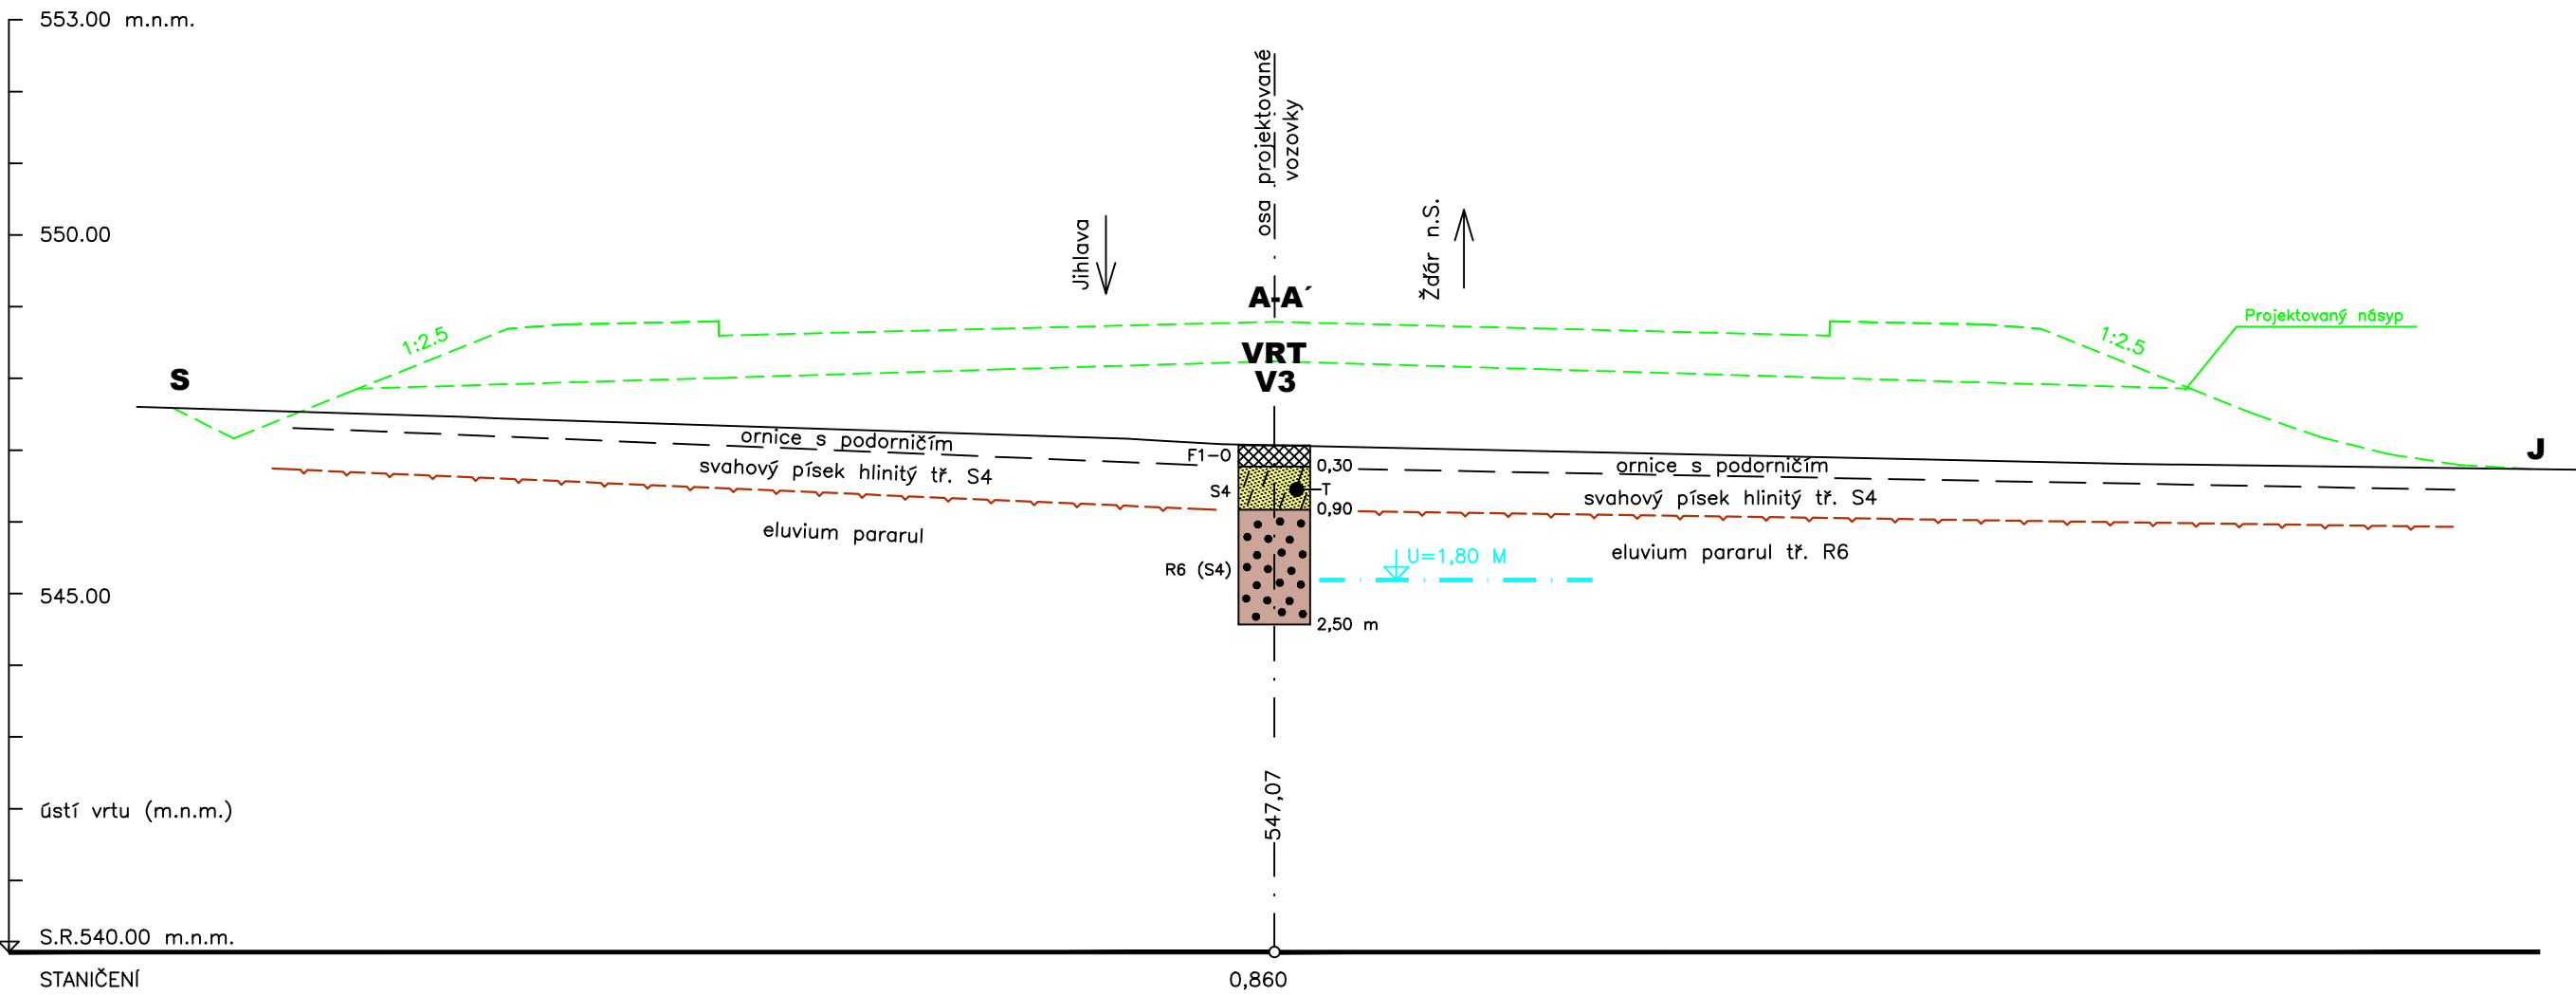 553.00 m.n.m.
osa projektované
vozovky
550.00
Jihlava
Žďár n.S.
A-A´
1:2.5
Projektovaný násyp
1:2.5
VRT
V3
S
J
ornice s podorničím
F1-O
0,30
ornice s podorničím
svahový písek hlinitý tř. S4
S4
T
svahový písek hlinitý tř. S4
0,90
eluvium pararul
U=1,80 M
eluvium pararul tř. R6
R6 (S4)
545.00
2,50 m
547,07
ústí vrtu (m.n.m.)
S.R.540.00 m.n.m.
STANIČENÍ
0,860